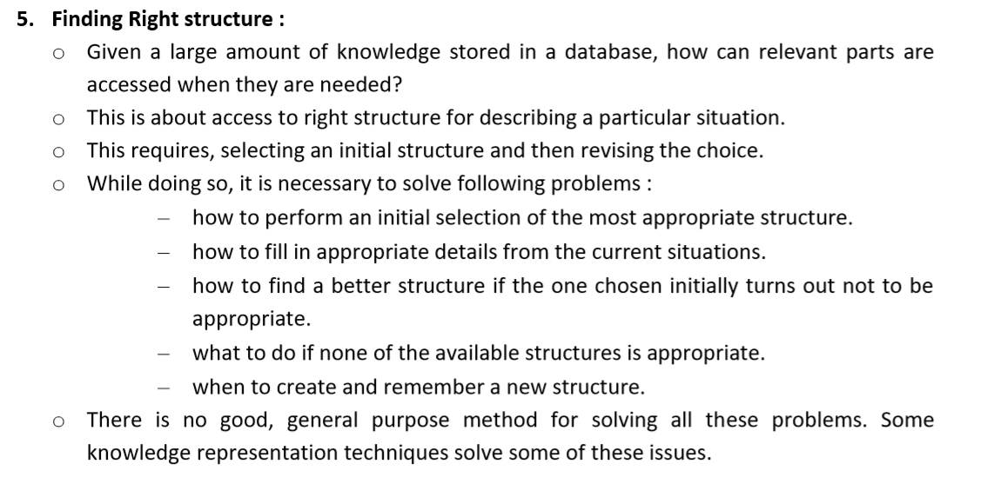 5. Finding Right structure :
○ Given a large amount of knowledge stored in a database, how can relevant parts are
accessed when they are needed?
○ This is about access to right structure for describing a particular situation.
○ This requires, selecting an initial structure and then revising the choice.
○ While doing so, it is necessary to solve following problems :
– how to perform an initial selection of the most appropriate structure.
– how to fill in appropriate details from the current situations.
– how to find a better structure if the one chosen initially turns out not to be
appropriate.
– what to do if none of the available structures is appropriate.
– when to create and remember a new structure.
○ There is no good, general purpose method for solving all these problems. Some
knowledge representation techniques solve some of these issues.